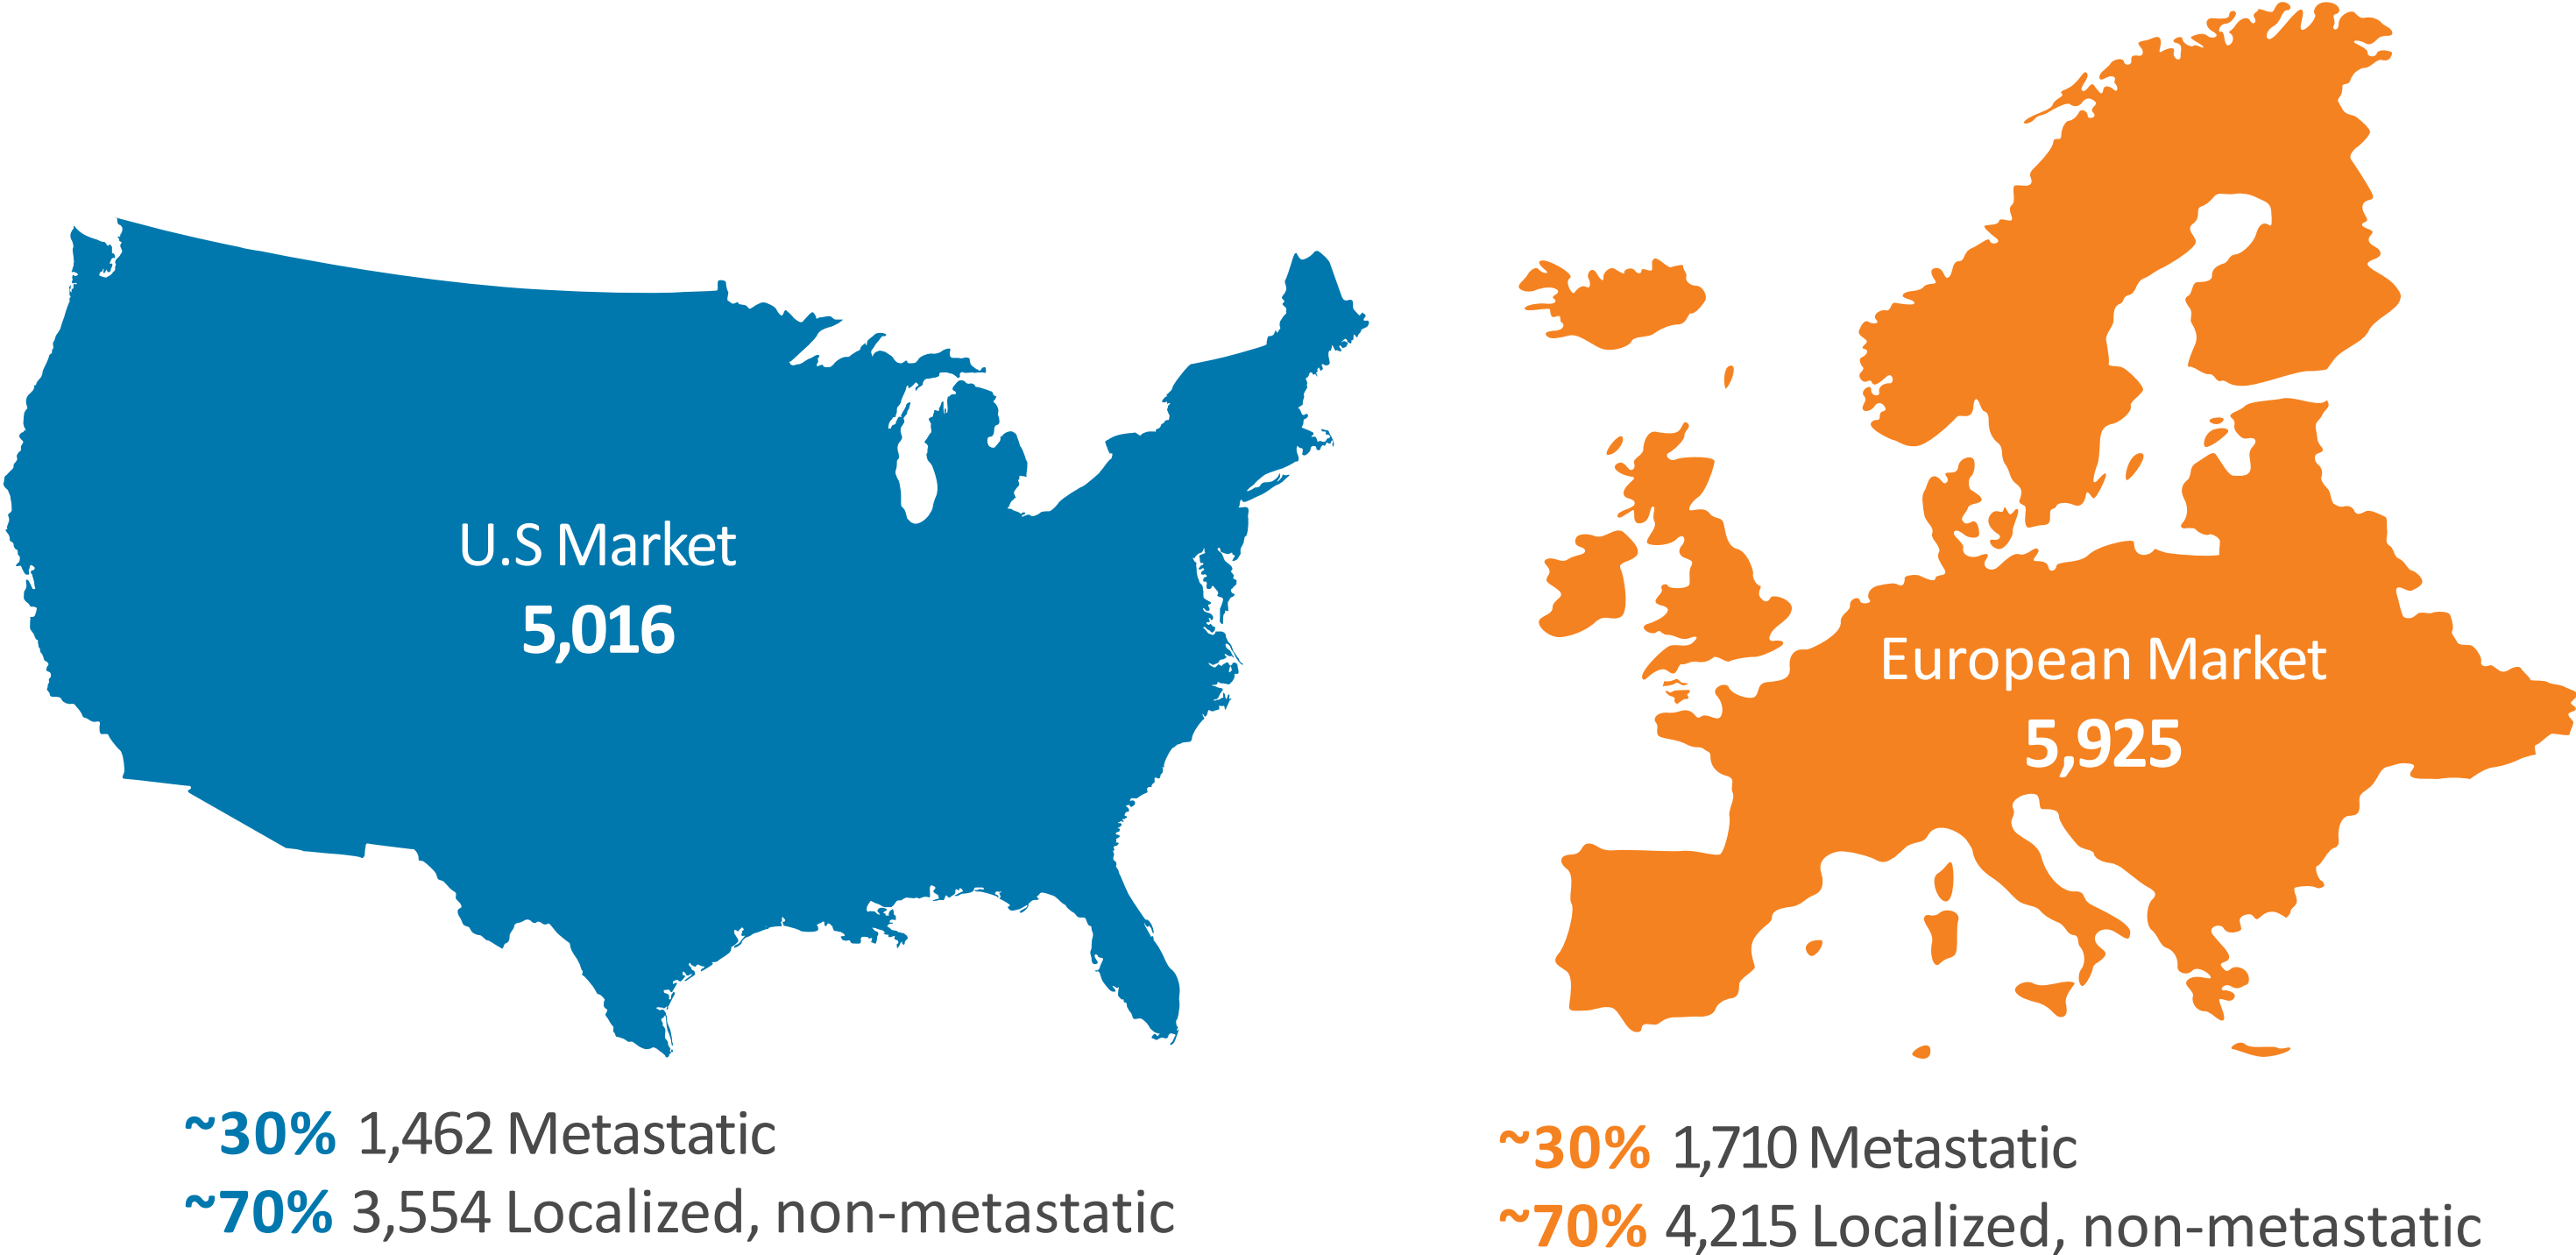 U.S Market
5,016
~30% 1,462 Metastatic
~70% 3,554 Localized, non-metastatic
European Market
5,925
~30% 1,710 Metastatic
~70% 4,215 Localized, non-metastatic